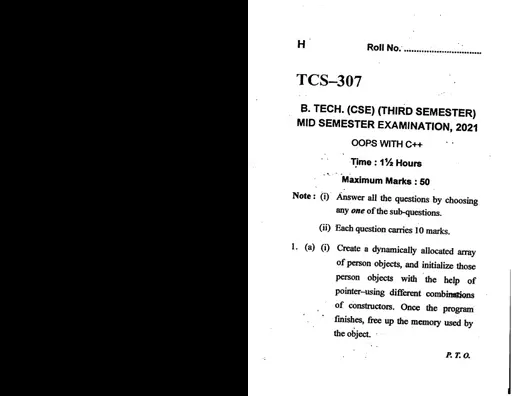 H
Roll No. ................................
TCS–307
B. TECH. (CSE) (THIRD SEMESTER)
MID SEMESTER EXAMINATION, 2021
OOPS WITH C++
Time : 1½ Hours
Maximum Marks : 50
Note : (i) Answer all the questions by choosing
any one of the sub-questions.
(ii) Each question carries 10 marks.
1. (a) (i) Create a dynamically allocated array
of person objects, and initialize those
person objects with the help of
pointer–using different combinations
of constructors. Once the program
finishes, free up the memory used by
the object.
P. T. O.